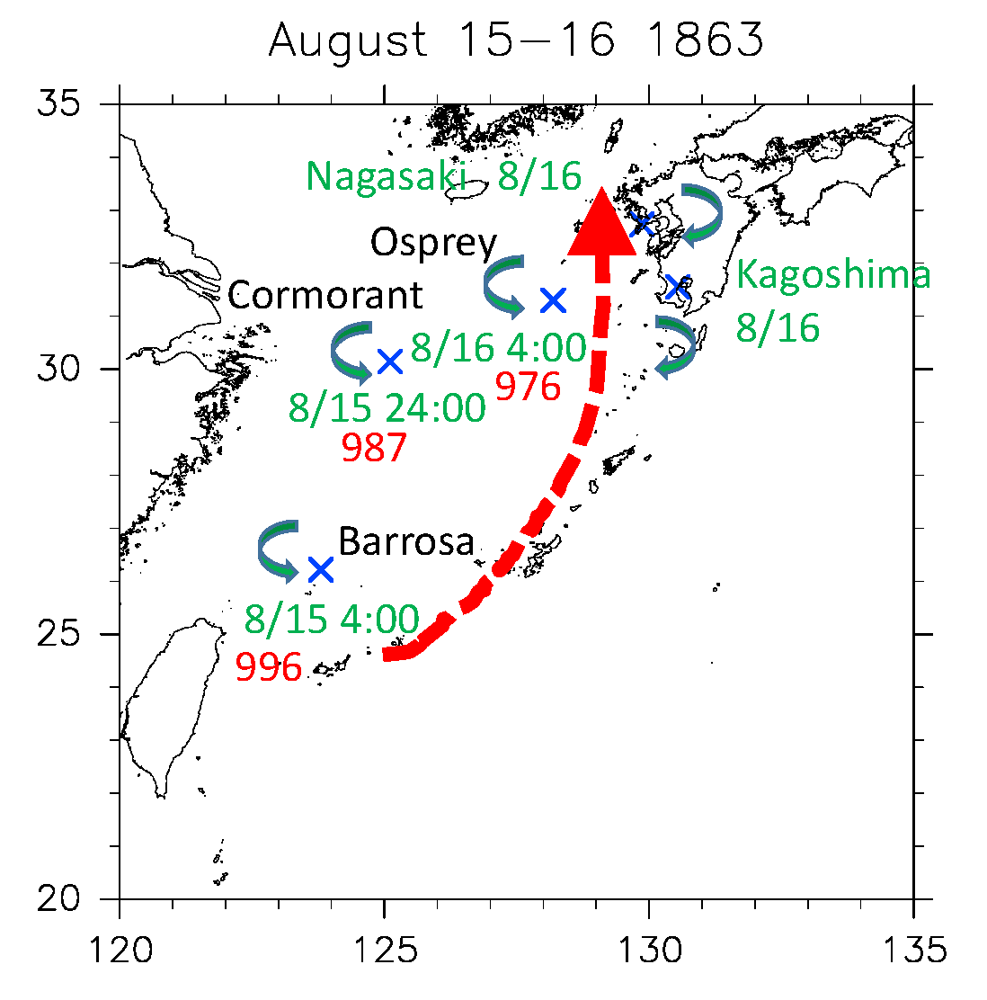 August 15-16 1863
35
Nagasaki 8/16
Osprey
Kagoshima
8/16
Cormorant
8/16 4:00
976
30
8/15 24:00
987
Barrosa
8/15 4:00
25
996
20
120
125
130
135